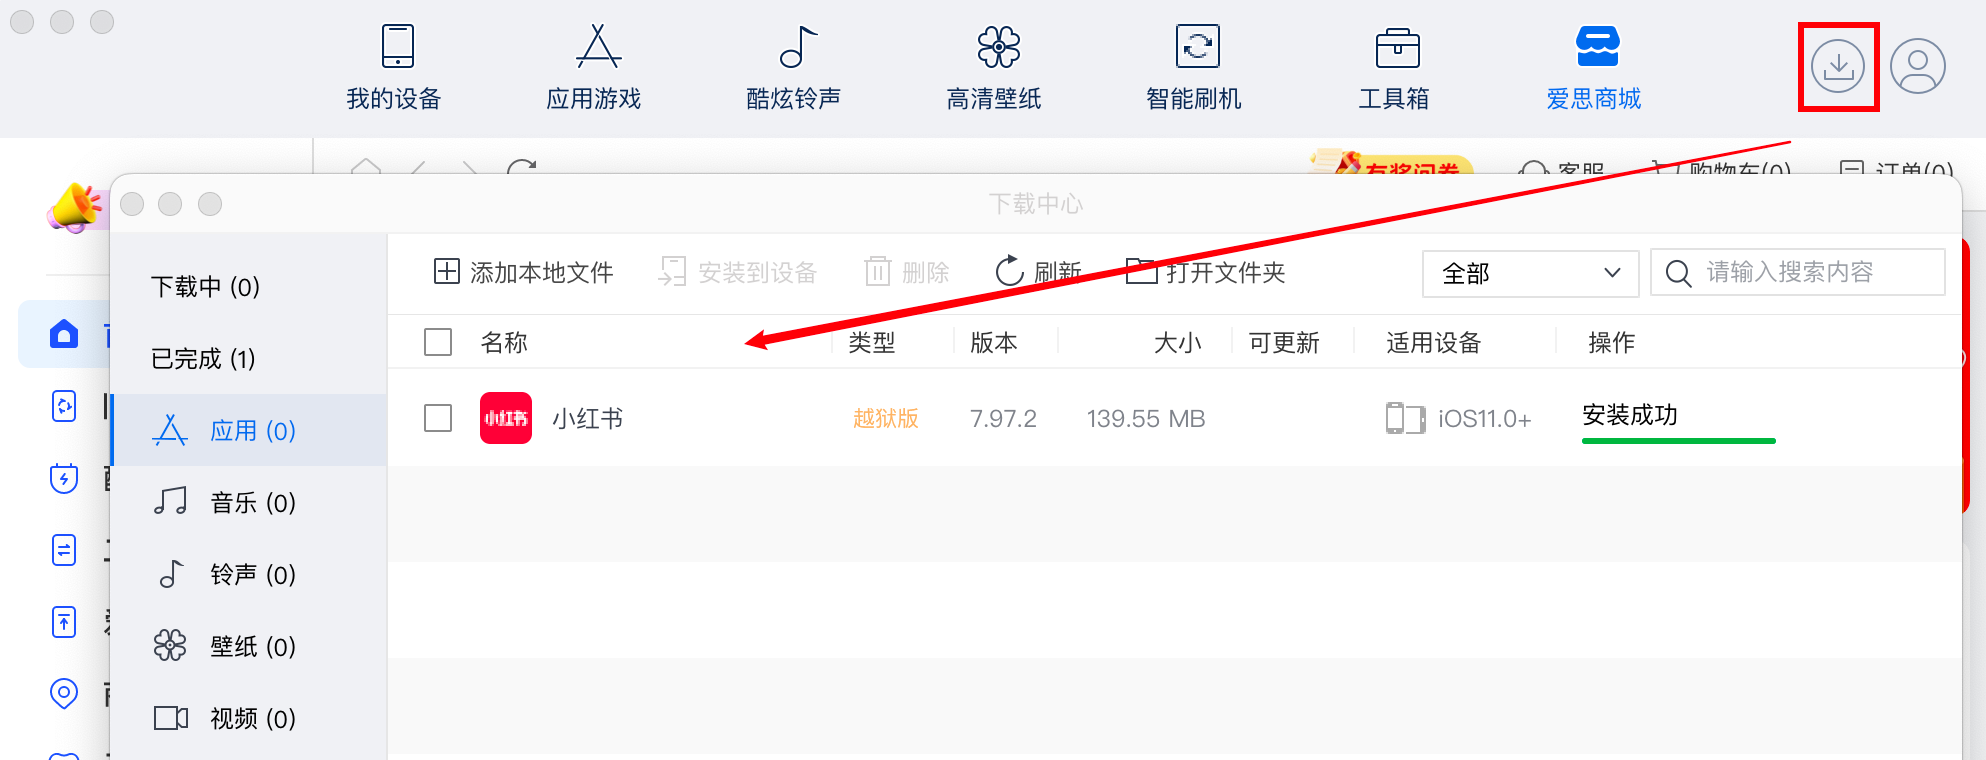 我的设备
应用游戏
酷炫铃声
高清壁纸
智能刷机
工具箱
爱思商城
有奖问卷
客服
购物车(0)
订单(0)
下载中心
下载中 (0)
已完成 (1)
应用 (0)
音乐 (0)
铃声 (0)
壁纸 (0)
视频 (0)
添加本地文件
安装到设备
删除
刷新
打开文件夹
全部
请输入搜索内容
名称 类型 版本 大小 可更新 适用设备 操作
小红书 小红书 越狱版 7.97.2 139.55 MB iOS11.0+ 安装成功